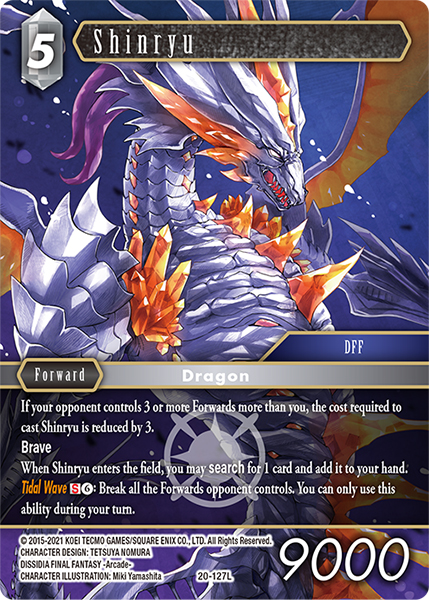 5
Shinryu
DFF
Forward
Dragon
If your opponent controls 3 or more Forwards more than you, the cost required to
cast Shinryu is reduced by 3.
Brave
When Shinryu enters the field, you may search for 1 card and add it to your hand.
Tidal Wave S 6: Break all the Forwards opponent controls. You can only use this
ability during your turn.
© 2015-2021 KOEI TECMO GAMES/SQUARE ENIX CO., LTD. All Rights Reserved.
CHARACTER DESIGN: TETSUYA NOMURA
DISSIDIA FINAL FANTASY -Arcade-
CHARACTER ILLUSTRATION: Miki Yamashita
20-127L
9000